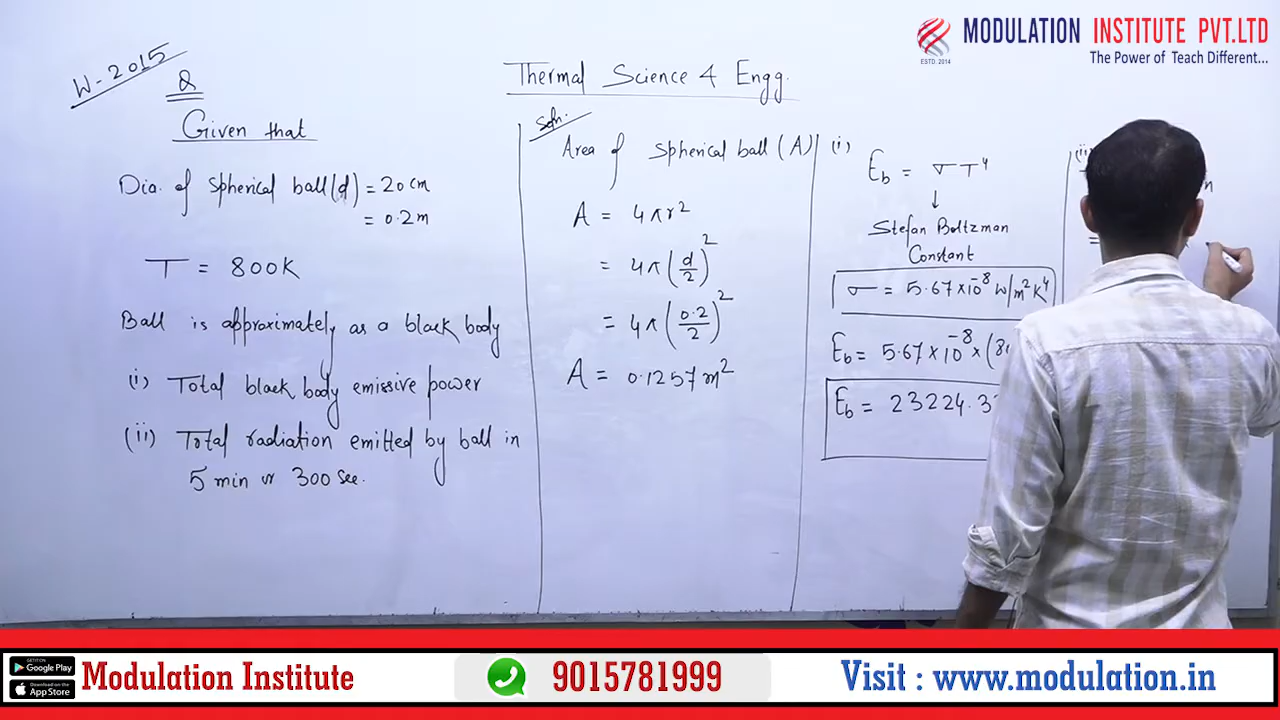 MODULATION INSTITUTE PVT.LTD
The Power of Teach Different...
ESTD. 2014
W-2015
Q
Thermal Science & Engg.
Given that
Dia. of spherical ball (d) = 20 cm
= 0.2 m
T = 800K
Ball is approximately as a black body
(i) Total black body emissive power
(ii) Total radiation emitted by ball in
5 min or 300 Sec.
Soln.
Area of spherical ball (A)
A = 4πr²
= 4π(d/2)²
= 4π(0.2/2)²
A = 0.1257 m²
(i)
Eb = σT⁴
↓
Stefan Boltzman
Constant
σ = 5.67×10⁻⁸ W/m²K⁴
Eb = 5.67×10⁻⁸×(8
Eb = 23224.3
(ii)
=
GET IT ON
Google Play
Download on the
App Store
Modulation Institute
9015781999
Visit : www.modulation.in